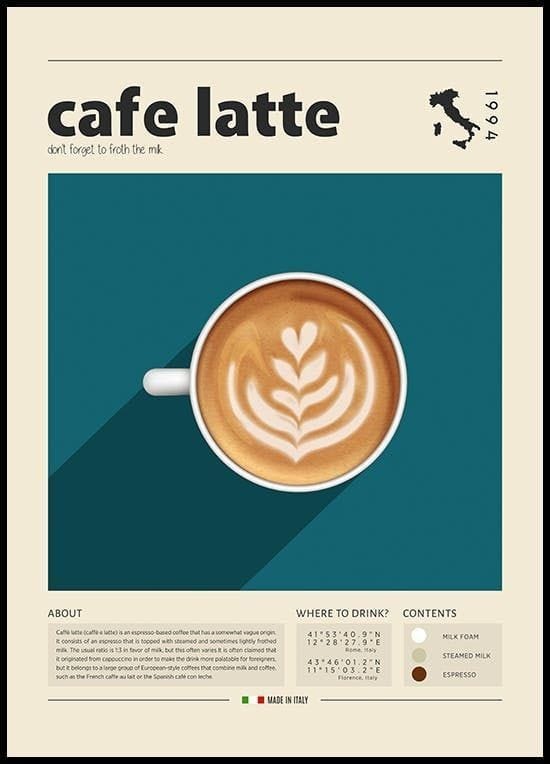 cafe latte
don't forget to froth the milk
1994
ABOUT
Caffè latte (caffè e latte) is an espresso-based coffee that has a somewhat vague origin.
It consists of an espresso that is topped with steamed and sometimes lightly frothed
milk. The usual ratio is 1:3 in favor of milk, but this often varies It is often claimed that
it originated from cappuccino in order to make the drink more palatable for foreigners,
but it belongs to a large group of European-style coffees that combine milk and coffee,
such as the French caffe au lait or the Spanish café con leche.
WHERE TO DRINK?
41°53'40.9"N
12°28'27.9"E
Rome, Italy
43°46'01.2"N
11°15'03.2"E
Florence, Italy
CONTENTS
MILK FOAM
STEAMED MILK
ESPRESSO
MADE IN ITALY